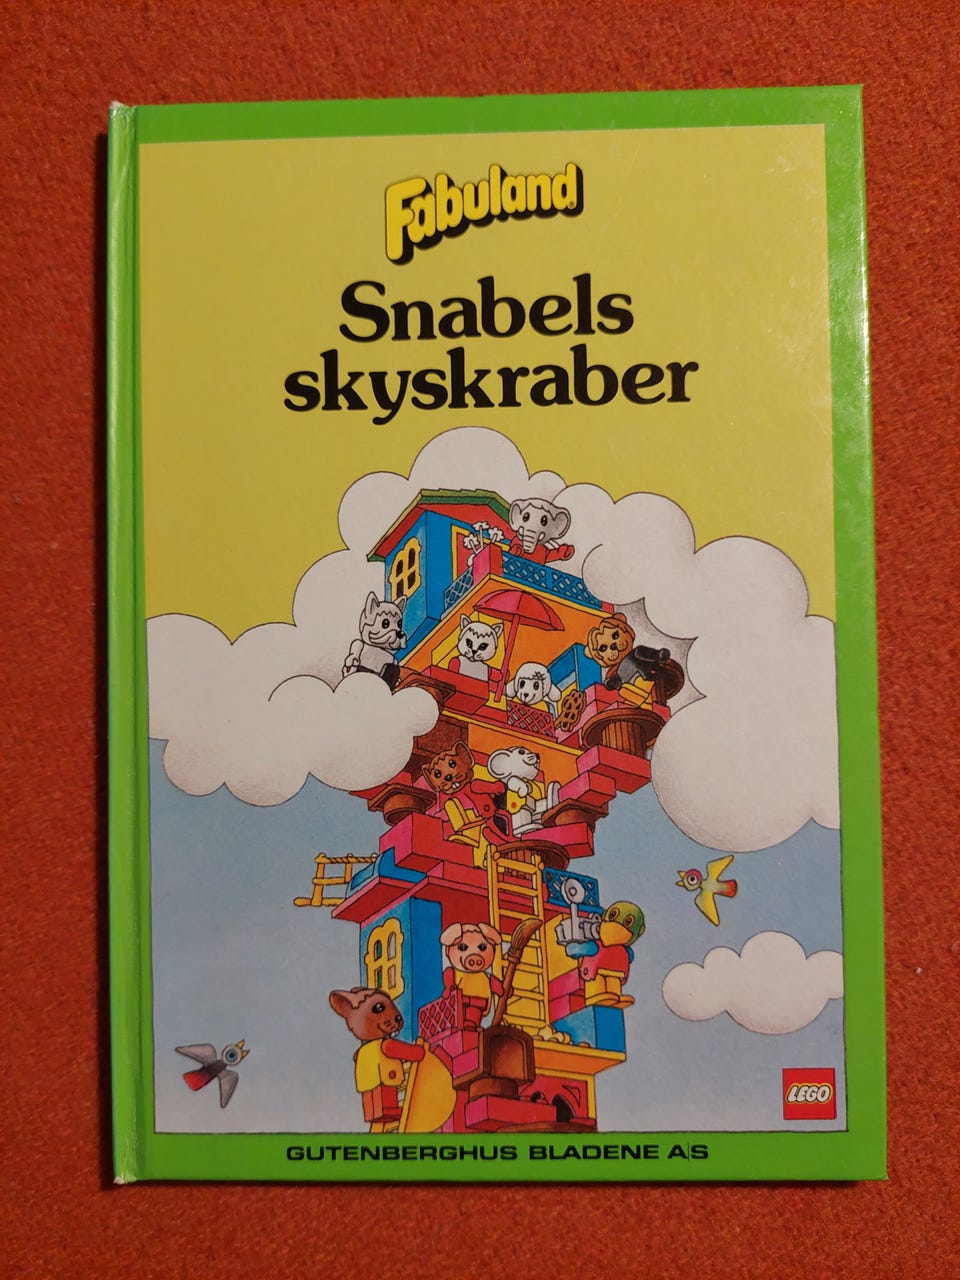 Fabuland
Snabels
skyskraber
LEGO
GUTENBERGHUS BLADENE A/S